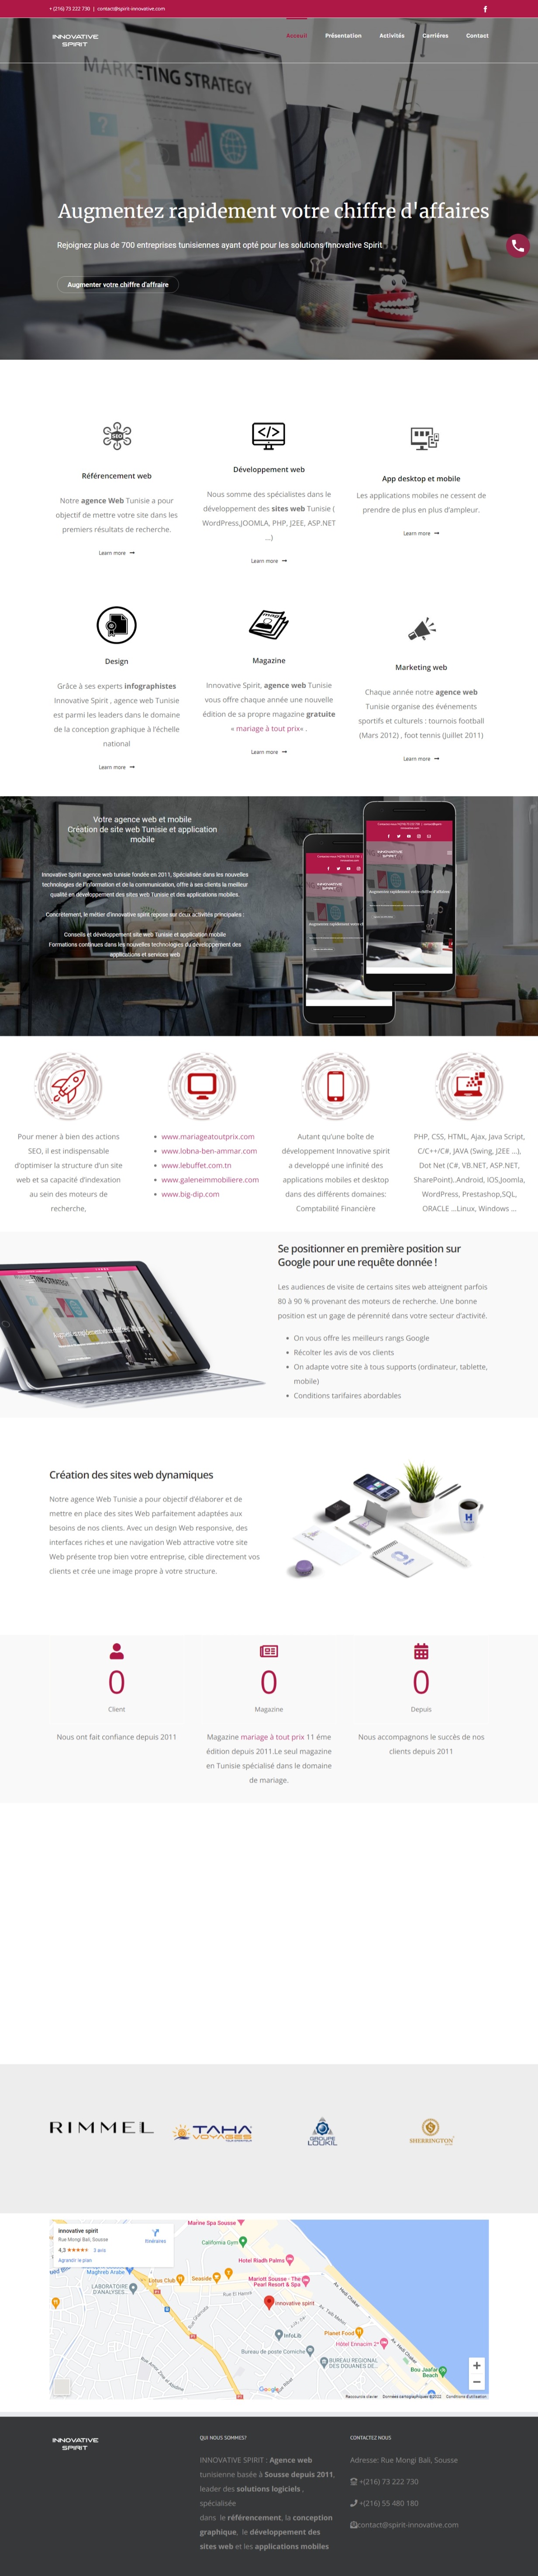 + (216) 73 222 730 | contact@spirit-innovative.com
INNOVATIVE
SPIRIT
Acceuil Présentation Activités Carrières Contact
MARKETING STRATEGY
Augmentez rapidement votre chiffre d'affaires
Rejoignez plus de 700 entreprises tunisiennes ayant opté pour les solutions Innovative Spirit
Augmenter votre chiffre d'affraire
SEO
Référencement web
Notre agence Web Tunisie a pour
objectif de mettre votre site dans les
premiers résultats de recherche.
Learn more
Développement web
Nous somme des spécialistes dans le
développement des sites web Tunisie (
WordPress,JOOMLA, PHP, J2EE, ASP.NET
...)
Learn more
App desktop et mobile
Les applications mobiles ne cessent de
prendre de plus en plus d'ampleur.
Learn more
Design
Grâce à ses experts infographistes
Innovative Spirit , agence web Tunisie
est parmi les leaders dans le domaine
de la conception graphique à l'échelle
national
Learn more
Magazine
Innovative Spirit, agence web Tunisie
vous offre chaque année une nouvelle
édition de sa propre magazine gratuite
« mariage à tout prix» .
Learn more
Marketing web
Chaque année notre agence web
Tunisie organise des événements
sportifs et culturels : tournois football
(Mars 2012) , foot tennis (Juillet 2011)
Learn more
Votre agence web et mobile
Création de site web Tunisie et application
mobile
Innovative Spirit agence web tunisie fondée en 2011, Spécialisée dans les nouvelles
technologies de l'information et de la communication, offre à ses clients la meilleur
qualité en développement des sites web Tunisie et des applications mobiles.
Concrètement, le métier d'innovative spirit repose sur deux activités principales :
Conseils et développement site web Tunisie et application mobile
Formations continues dans les nouvelles technologies du développement des
applications et services web
INNOVATIVE
SPIRIT
INNOVATIVE
SPIRIT
Pour mener à bien des actions
SEO, il est indispensable
d'optimiser la structure d'un site
web et sa capacité d'indexation
au sein des moteurs de
recherche,
www.mariageatoutprix.com
www.lobna-ben-ammar.com
www.lebuffet.com.tn
www.galeneimmobiliere.com
www.big-dip.com
Autant qu'une boîte de
développement Innovative spirit
a developpé une infinité des
applications mobiles et desktop
dans des différents domaines:
Comptabilité Financière
PHP, CSS, HTML, Ajax, Java Script,
C/C++/C#, JAVA (Swing, J2EE ...),
Dot Net (C#, VB.NET, ASP.NET,
SharePoint)..Android, IOS,Joomla,
WordPress, Prestashop,SQL,
ORACLE ...Linux, Windows ...
Se positionner en première position sur
Google pour une requête donnée !
Les audiences de visite de certains sites web atteignent parfois
80 à 90 % provenant des moteurs de recherche. Une bonne
position est un gage de pérennité dans votre secteur d'activité.
On vous offre les meilleurs rangs Google
Récolter les avis de vos clients
On adapte votre site à tous supports (ordinateur, tablette,
mobile)
Conditions tarifaires abordables
Création des sites web dynamiques
Notre agence Web Tunisie a pour objectif d'élaborer et de
mettre en place des sites Web parfaitement adaptées aux
besoins de nos clients. Avec un design Web responsive, des
interfaces riches et une navigation Web attractive votre site
Web présente trop bien votre entreprise, cible directement vos
clients et crée une image propre à votre structure.
0
Client
Nous ont fait confiance depuis 2011
0
Magazine
Magazine mariage à tout prix 11 éme
édition depuis 2011.Le seul magazine
en Tunisie spécialisé dans le domaine
de mariage.
0
Depuis
Nous accompagnons le succès de nos
clients depuis 2011
RIMMEL
TAHA
VOYAGES
GROUPE
LOUKIL
SHERRINGTON
innovative spirit
Rue Mongi Bali, Sousse
4,3 3 avis
Agrandir le plan
Itinéraires
Marine Spa Sousse
California Gym
Hotel Riadh Palms
Maghreb Arabe
Lotus Club
Seaside
Mariott Sousse - The
Pearl Resort & Spa
LABORATOIRE
D'ANALYSES...
innovative spirit
InfoLib
Planet Food
Hôtel Ennacim 2*
Bureau de poste Corniche
BUREAU REGIONAL
DES DOUANES DE...
Bou Jaafar
Beach
Google
Raccourcis clavier Données cartographiques ©2022 Conditions d'utilisation
INNOVATIVE
SPIRIT
QUI NOUS SOMMES?
INNOVATIVE SPIRIT : Agence web
tunisienne basée à Sousse depuis 2011,
leader des solutions logiciels ,
spécialisée
dans le référencement, la conception
graphique, le développement des
sites web et les applications mobiles
CONTACTEZ NOUS
Adresse: Rue Mongi Bali, Sousse
+(216) 73 222 730
+(216) 55 480 180
contact@spirit-innovative.com